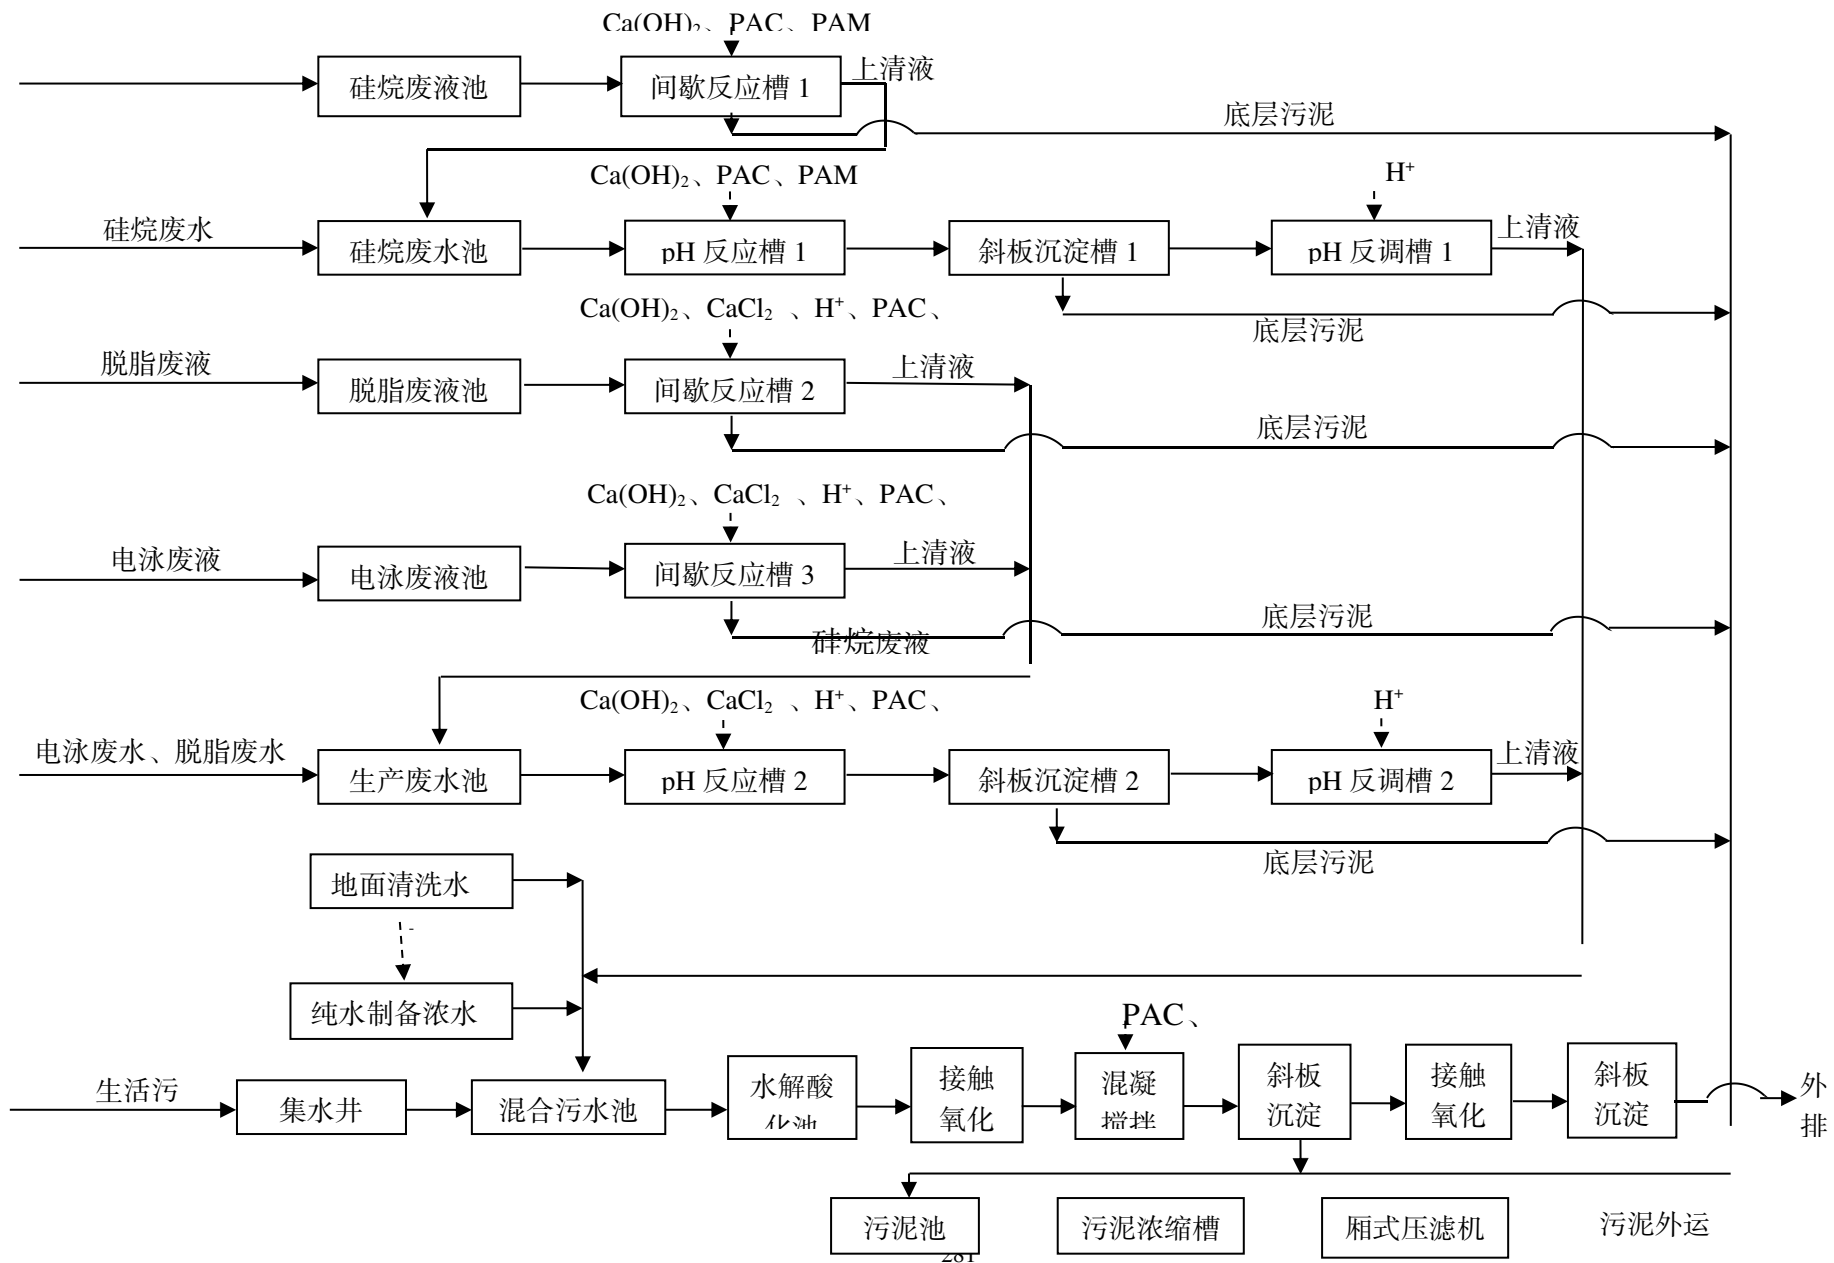 Ca(OH)₂、PAC、PAM
硅烷废液池
间歇反应槽 1
上清液
底层污泥
Ca(OH)₂、PAC、PAM
H⁺
硅烷废水
硅烷废水池
pH 反应槽 1
斜板沉淀槽 1
pH 反调槽 1
上清液
Ca(OH)₂、CaCl₂ 、H⁺、PAC、
底层污泥
脱脂废液
脱脂废液池
间歇反应槽 2
上清液
底层污泥
Ca(OH)₂、CaCl₂ 、H⁺、PAC、
电泳废液
电泳废液池
间歇反应槽 3
上清液
底层污泥
硅烷废液
Ca(OH)₂、CaCl₂ 、H⁺、PAC、
H⁺
电泳废水、脱脂废水
生产废水池
pH 反应槽 2
斜板沉淀槽 2
pH 反调槽 2
上清液
底层污泥
地面清洗水
纯水制备浓水
PAC、
生活污
集水井
混合污水池
水解酸
化池
接触
氧化
混凝
搅拌
斜板
沉淀
接触
氧化
斜板
沉淀
外
排
污泥池
污泥浓缩槽
厢式压滤机
污泥外运
281